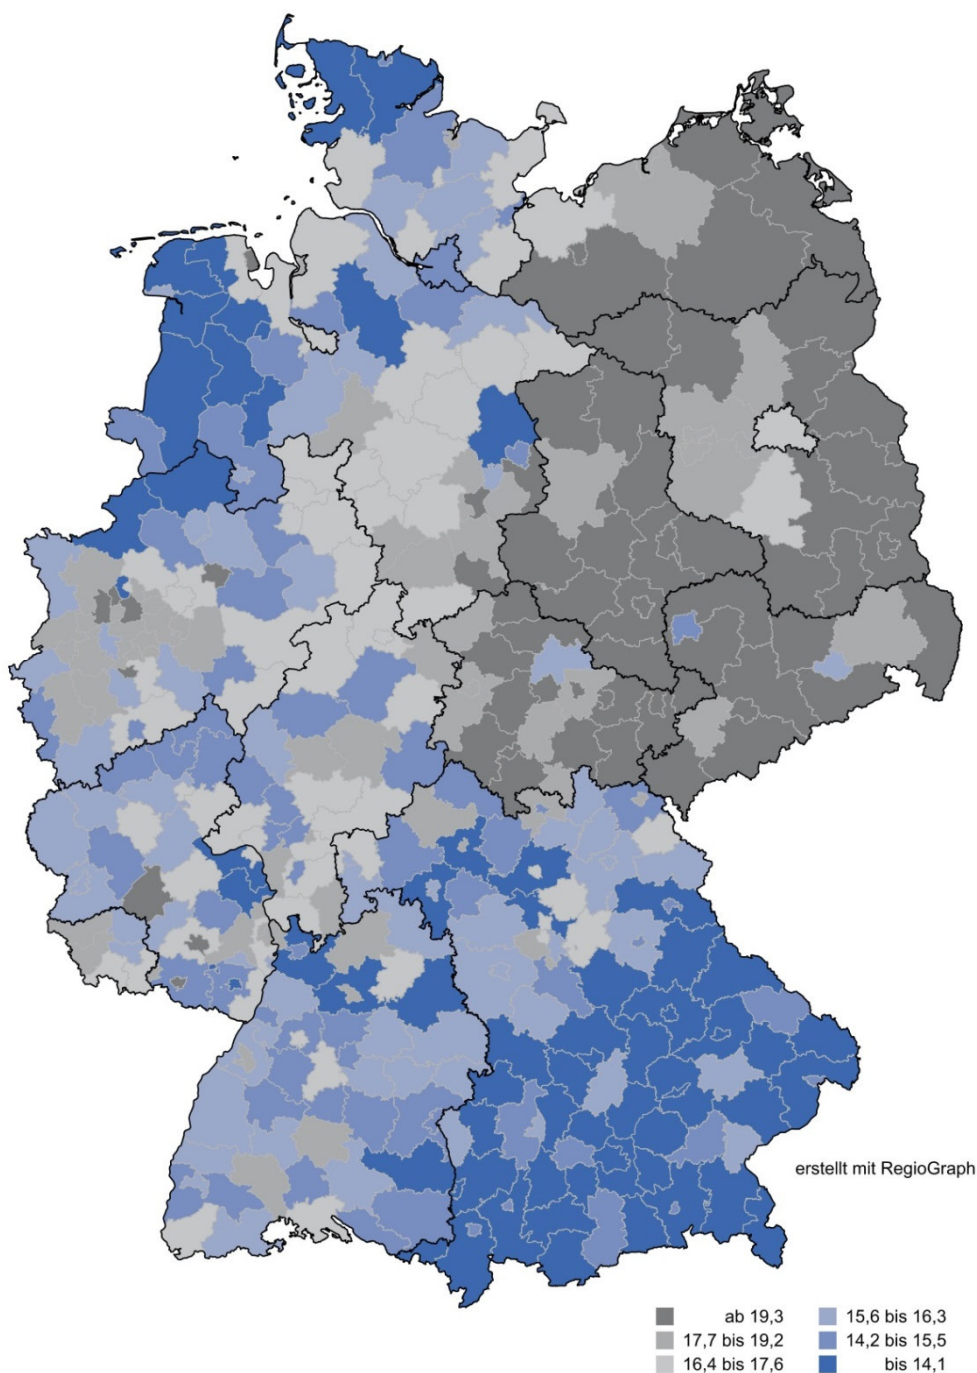 erstellt mit RegioGraph
ab 19,3 15,6 bis 16,3
17,7 bis 19,2 14,2 bis 15,5
16,4 bis 17,6 bis 14,1